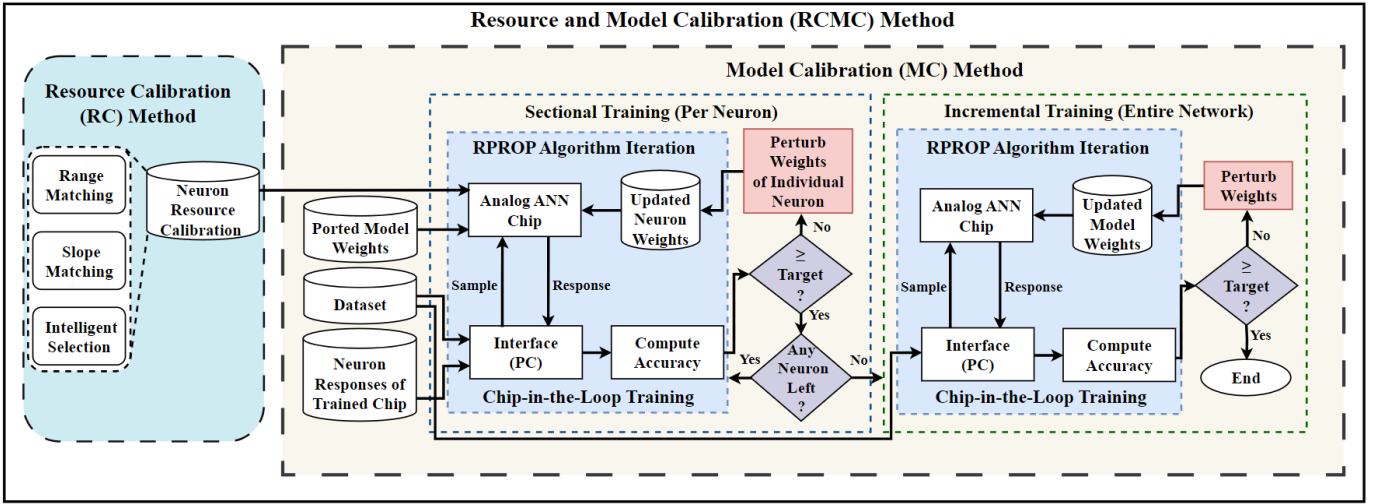 Resource and Model Calibration (RCMC) Method
Resource Calibration
(RC) Method
Range
Matching
Slope
Matching
Intelligent
Selection
Neuron
Resource
Calibration
Model Calibration (MC) Method
Ported Model
Weights
Dataset
Neuron
Responses of
Trained Chip
Sectional Training (Per Neuron)
RPROP Algorithm Iteration
Analog ANN
Chip
Updated
Neuron
Weights
Sample
Response
Interface
(PC)
Compute
Accuracy
Chip-in-the-Loop Training
Perturb
Weights
of Individual
Neuron
No
≥
Target
?
Yes
Any
Neuron
Left
?
Yes
No
Incremental Training (Entire Network)
RPROP Algorithm Iteration
Analog ANN
Chip
Updated
Model
Weights
Sample
Response
Interface
(PC)
Compute
Accuracy
Chip-in-the-Loop Training
Perturb
Weights
No
≥
Target
?
Yes
End